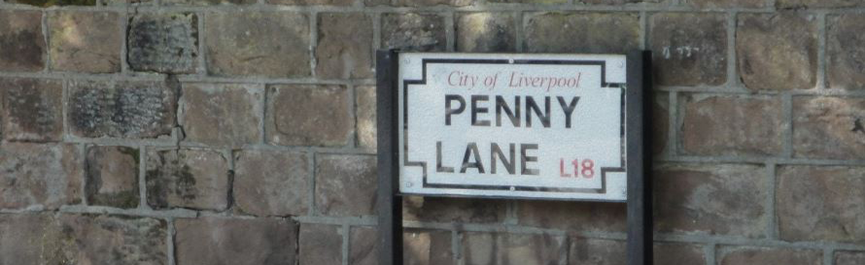 City of Liverpool
PENNY
LANE L18